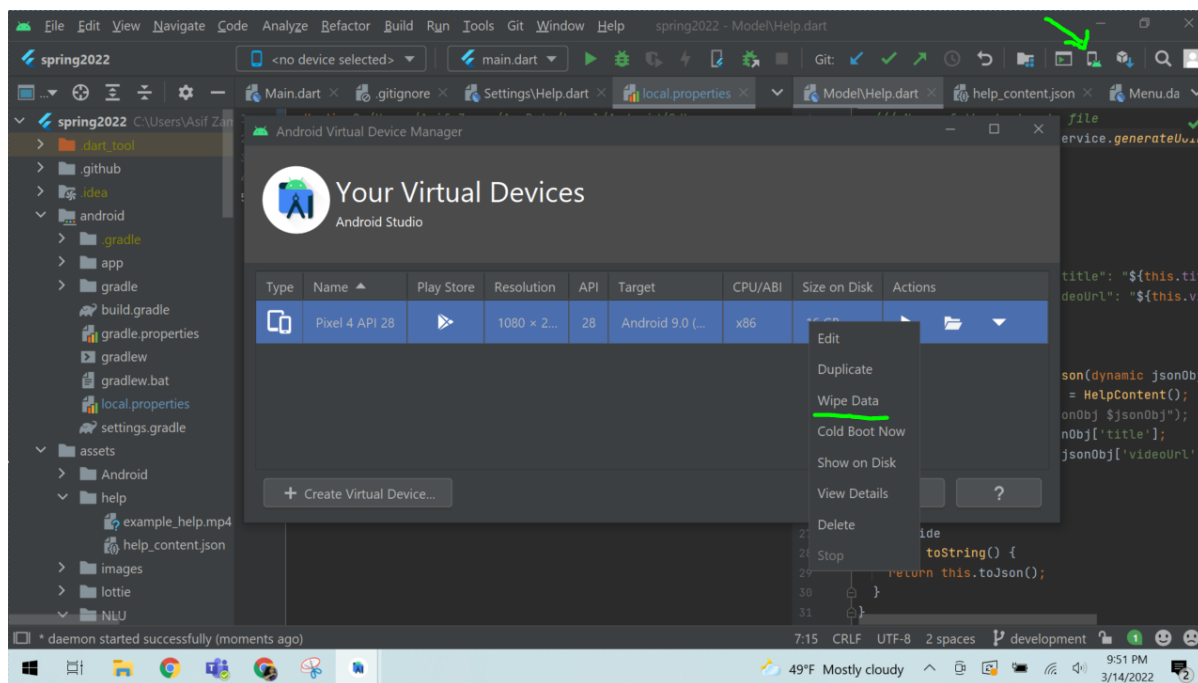 File Edit View Navigate Code Analyze Refactor Build Run Tools Git Window Help spring2022 - Model\Help.dart
spring2022 <no device selected> main.dart Git:
Main.dart .gitignore Settings\Help.dart local.properties Model\Help.dart help_content.json Menu.da
spring2022 C:\Users\Asif Zan
file
Android Virtual Device Manager
.dart_tool
.github
.idea
android
.gradle
app
gradle
build.gradle
gradle.properties
gradlew
gradlew.bat
local.properties
settings.gradle
assets
Android
help
example_help.mp4
help_content.json
images
lottie
NLU
Your Virtual Devices
Android Studio
Type Name Play Store Resolution API Target CPU/ABI Size on Disk Actions
Pixel 4 API 28 1080 × 2... 28 Android 9.0 (... x86
Edit
Duplicate
Wipe Data
Cold Boot Now
Show on Disk
View Details
Delete
Stop
+ Create Virtual Device...
?
title": "${this.ti
deoUrl": "${this.v
son(dynamic jsonOb
= HelpContent();
onObj $jsonObj");
nObj['title'];
jsonObj['videoUrl'
ide
28 toString() {
29 return this.toJson();
30 }
31 }
* daemon started successfully (moments ago) 7:15 CRLF UTF-8 2 spaces development 1
49°F Mostly cloudy 9:51 PM
3/14/2022 2